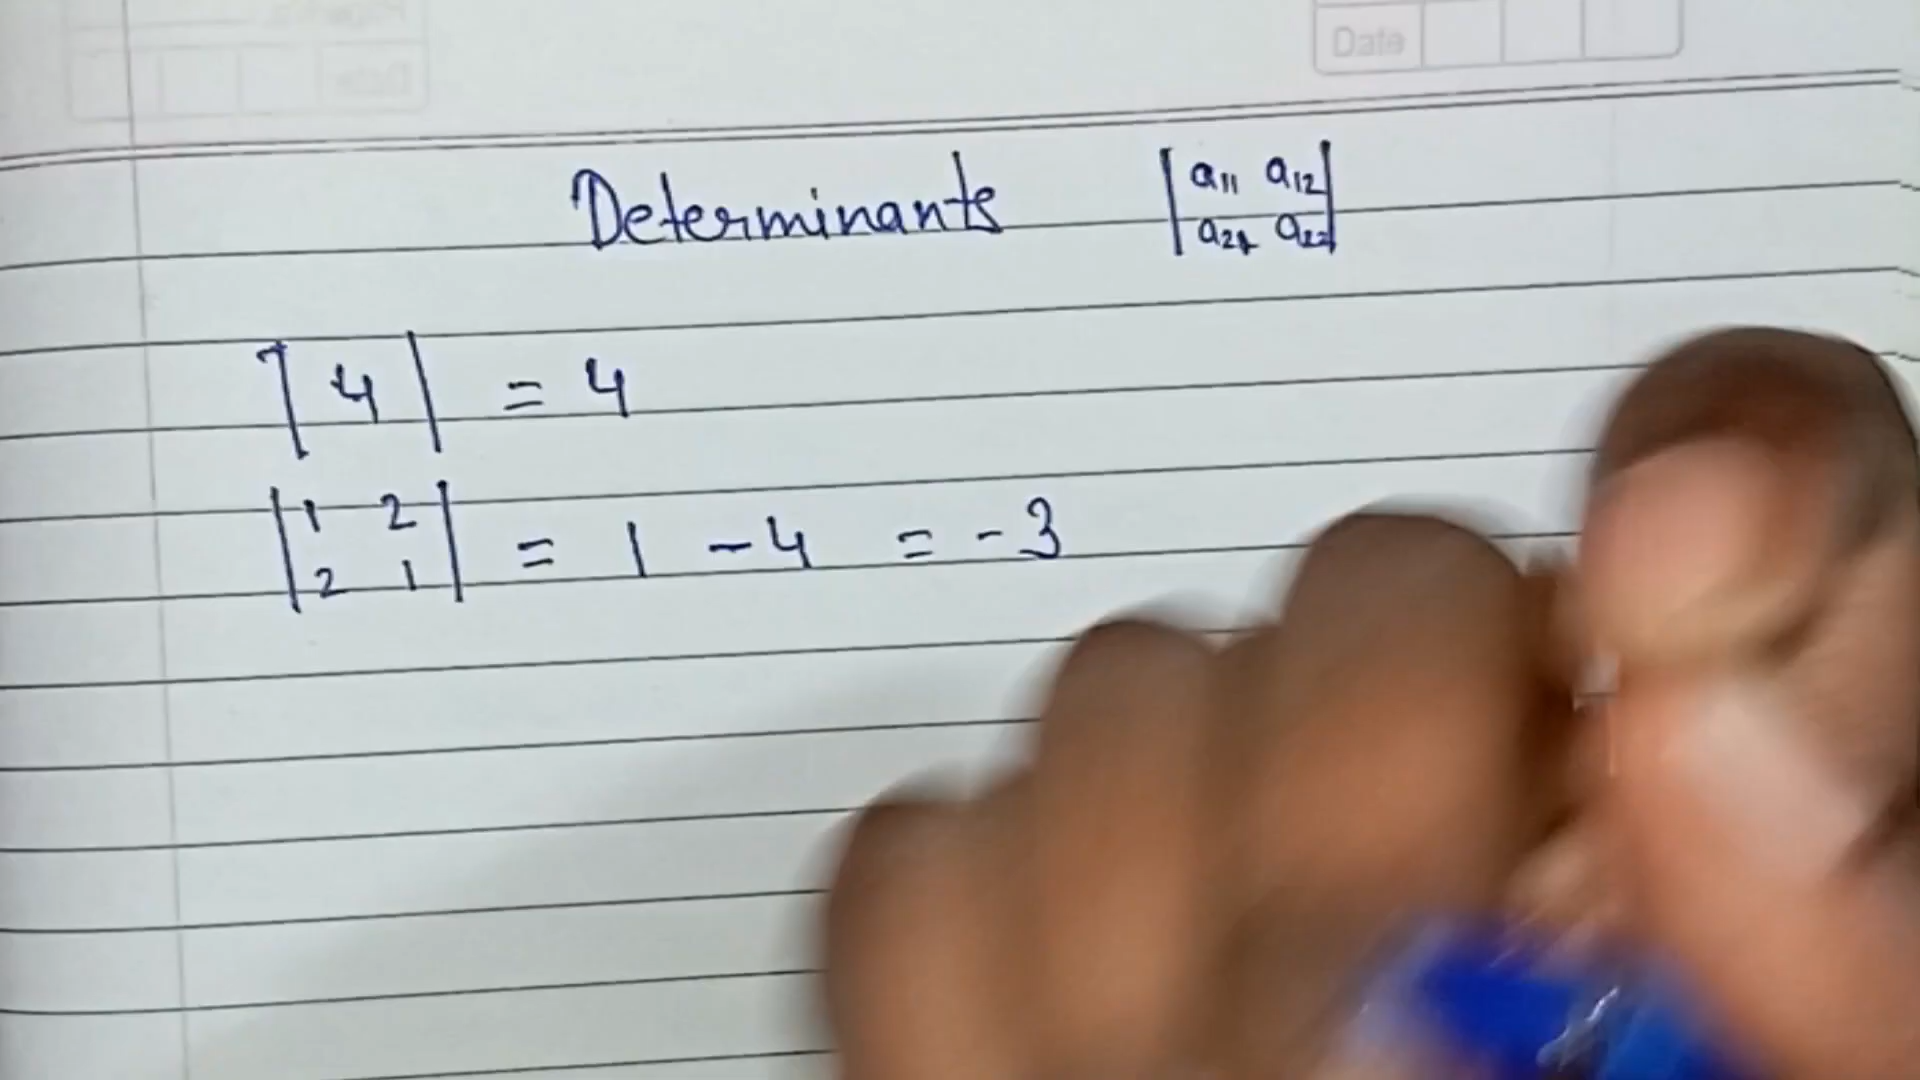 Date
Determinants | a₁₁ a₁₂ |
| a₂₁ a₂₂ |
| 4 | = 4
| 1 2 |
| 2 1 | = 1 - 4 = - 3